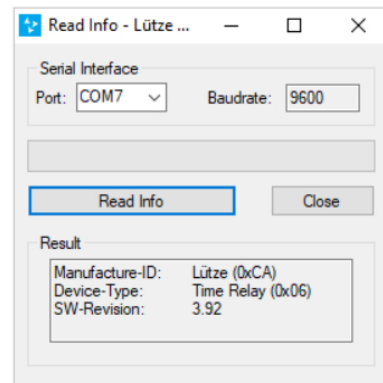 Read Info - Lütze ...
Serial Interface
Port: COM7 Baudrate: 9600
Read Info Close
Result
Manufacture-ID: Lütze (0xCA)
Device-Type: Time Relay (0x06)
SW-Revision: 3.92